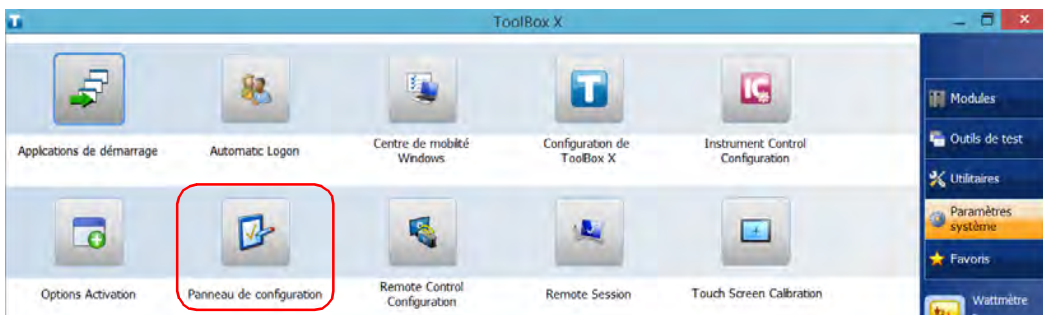 ToolBox X
Applications de démarrage
Automatic Logon
Centre de mobilité
Windows
Configuration de
ToolBox X
Instrument Control
Configuration
Options Activation
Panneau de configuration
Remote Control
Configuration
Remote Session
Touch Screen Calibration
Modules
Outils de test
Utilitaires
Paramètres
système
Favoris
Wattmètre